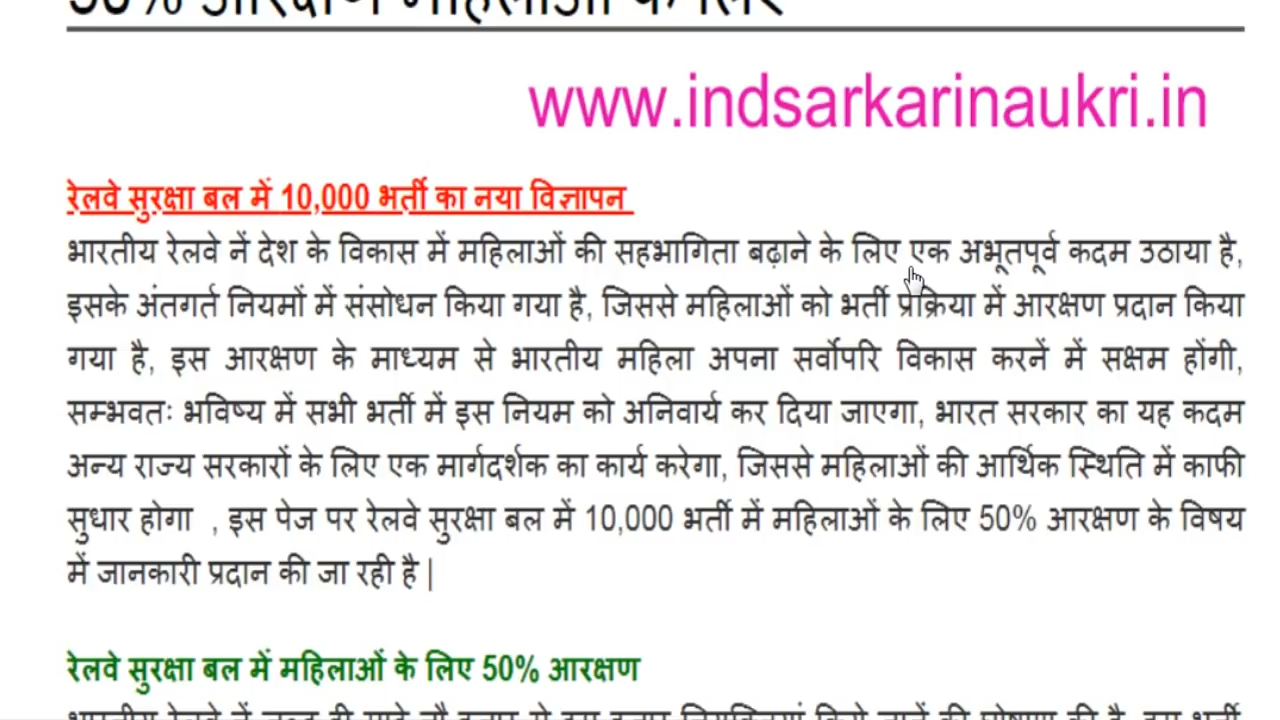 50% आरक्षण महिलाओं के लिए
www.indsarkarinaukri.in
रेलवे सुरक्षा बल में 10,000 भर्ती का नया विज्ञापन
भारतीय रेलवे नें देश के विकास में महिलाओं की सहभागिता बढ़ाने के लिए एक अभूतपूर्व कदम उठाया है,
इसके अंतगर्त नियमों में संसोधन किया गया है, जिससे महिलाओं को भर्ती प्रक्रिया में आरक्षण प्रदान किया
गया है, इस आरक्षण के माध्यम से भारतीय महिला अपना सर्वोपरि विकास करनें में सक्षम होंगी,
सम्भवतः भविष्य में सभी भर्ती में इस नियम को अनिवार्य कर दिया जाएगा, भारत सरकार का यह कदम
अन्य राज्य सरकारों के लिए एक मार्गदर्शक का कार्य करेगा, जिससे महिलाओं की आर्थिक स्थिति में काफी
सुधार होगा , इस पेज पर रेलवे सुरक्षा बल में 10,000 भर्ती में महिलाओं के लिए 50% आरक्षण के विषय
में जानकारी प्रदान की जा रही है |
रेलवे सुरक्षा बल में महिलाओं के लिए 50% आरक्षण